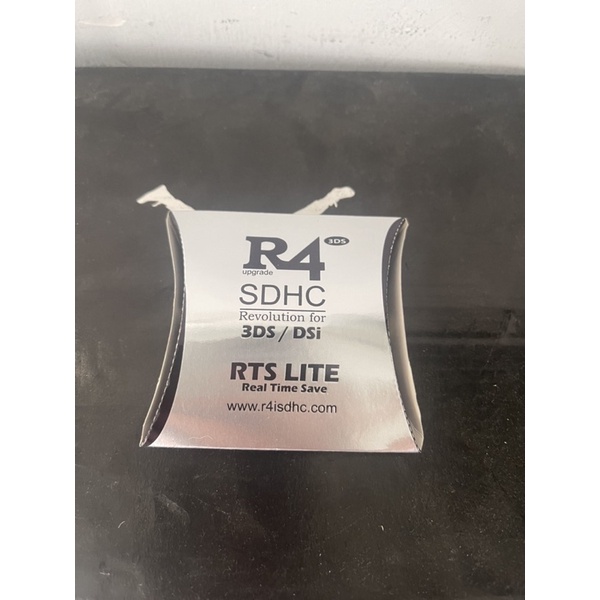 R4 3DS
upgrade
SDHC
Revolution for
3DS / DSi
RTS LITE
Real Time Save
www.r4isdhc.com